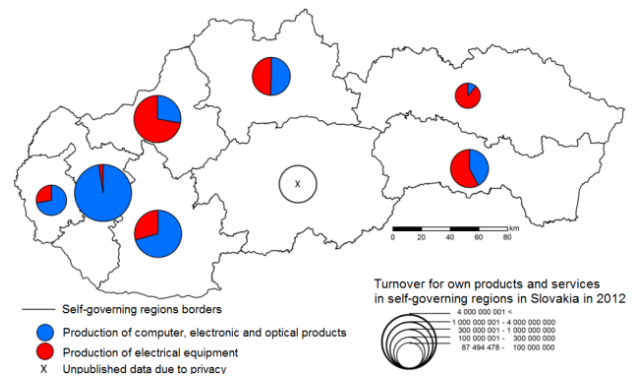 X
km
0 20 40 60 80
Turnover for own products and services
in self-governing regions in Slovakia in 2012
4 000 000 001 <
1 000 000 001 - 4 000 000 000
300 000 001 - 1 000 000 000
100 000 001 - 300 000 000
87 494 478 - 100 000 000
Self-governing regions borders
Production of computer, electronic and optical products
Production of electrical equipment
X Unpublished data due to privacy